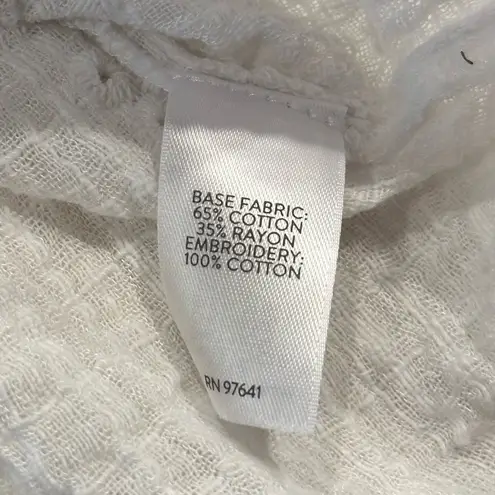 BASE FABRIC:
65% COTTON
35% RAYON
EMBROIDERY:
100% COTTON
RN 97641